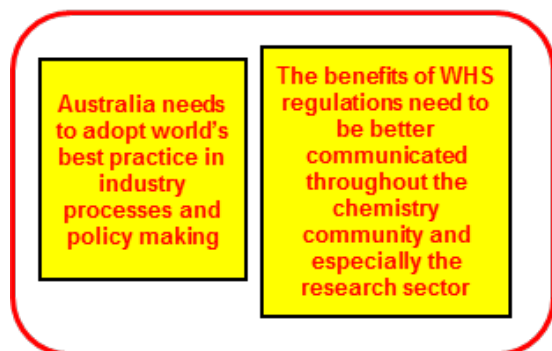 Australia needs
to adopt world's
best practice in
industry
processes and
policy making
The benefits of WHS
regulations need to
be better
communicated
throughout the
chemistry
community and
especially the
research sector